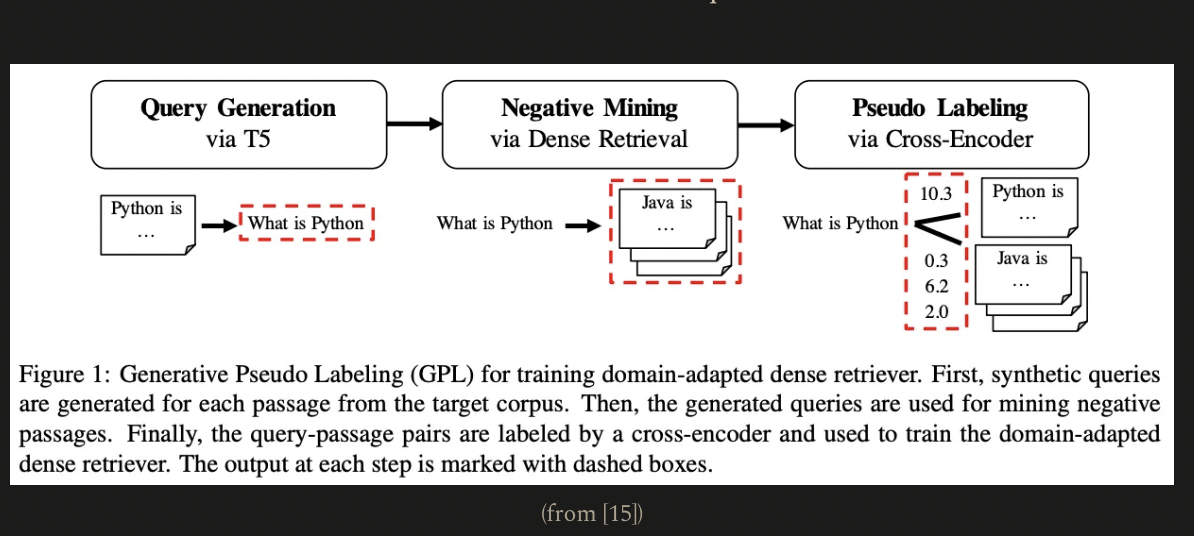 Query Generation
via T5
Negative Mining
via Dense Retrieval
Pseudo Labeling
via Cross-Encoder
Python is
...
What is Python
What is Python
Java is
...
What is Python
10.3
0.3
6.2
2.0
Python is
...
Java is
...
Figure 1: Generative Pseudo Labeling (GPL) for training domain-adapted dense retriever. First, synthetic queries
are generated for each passage from the target corpus. Then, the generated queries are used for mining negative
passages. Finally, the query-passage pairs are labeled by a cross-encoder and used to train the domain-adapted
dense retriever. The output at each step is marked with dashed boxes.
(from [15])